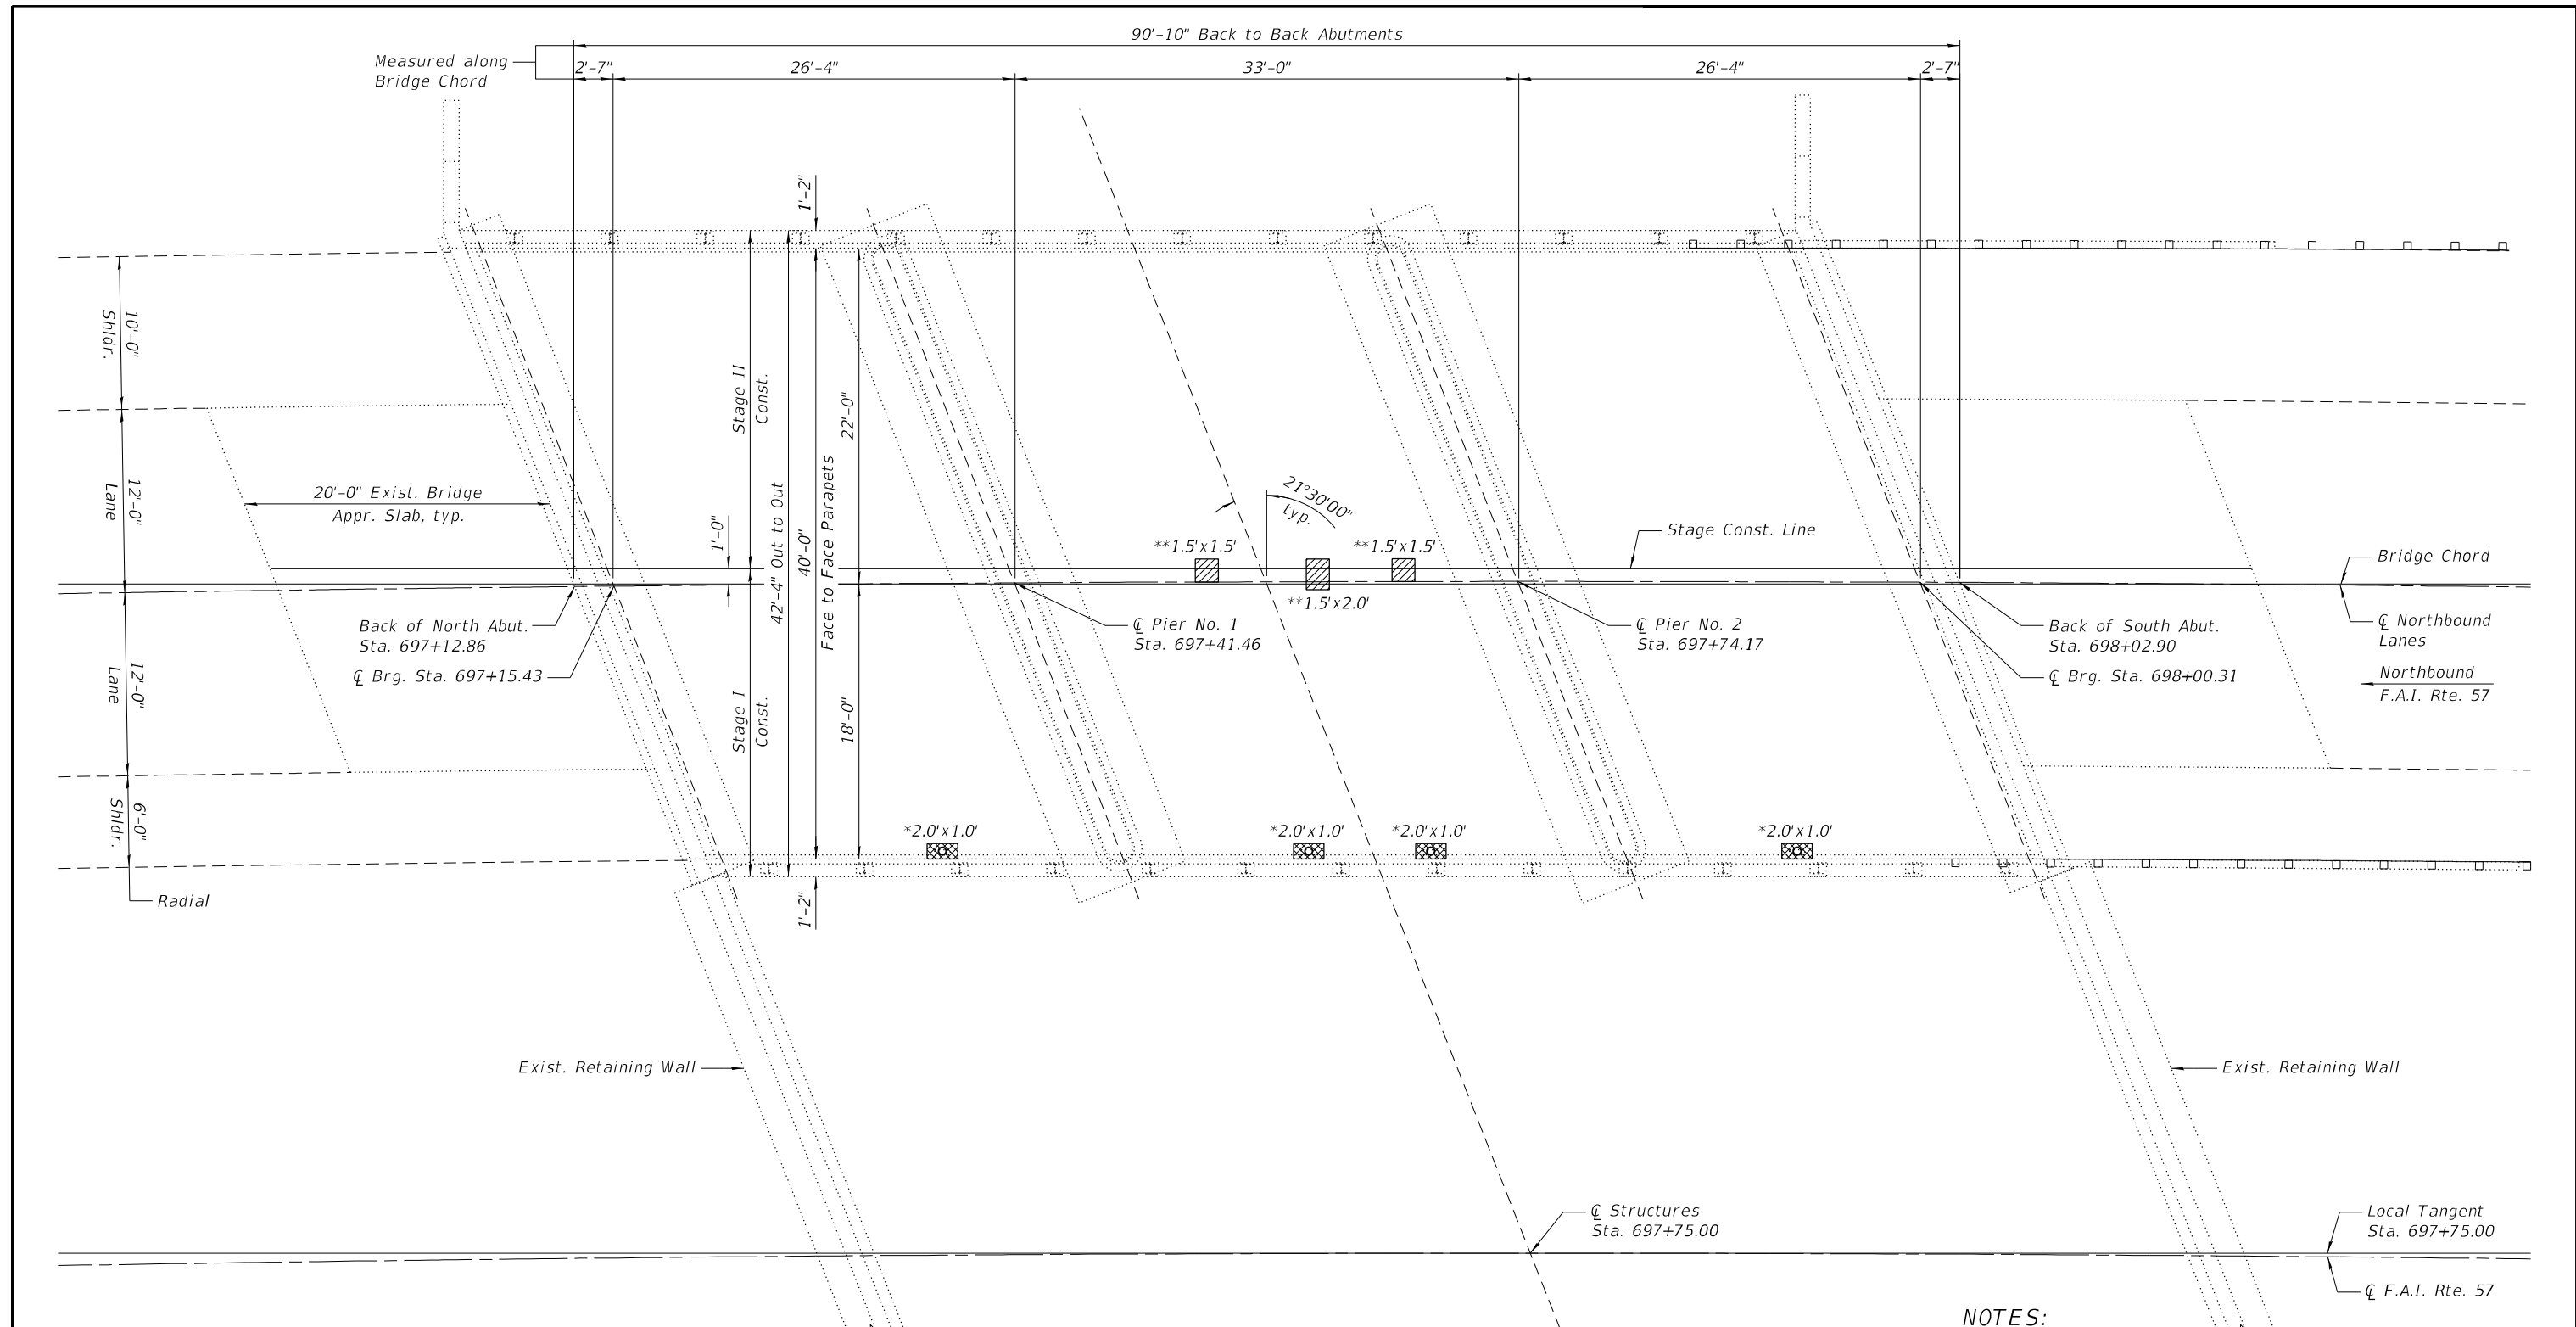 90'-10" Back to Back Abutments
Measured along
Bridge Chord
2'-7"
26'-4"
33'-0"
26'-4"
2'-7"
1'-2"
10'-0"
Shldr.
Stage II
Const.
22'-0"
12'-0"
Lane
20'-0" Exist. Bridge
Appr. Slab, typ.
1'-0"
42'-4" Out to Out
40'-0"
Face to Face Parapets
21°30'00"
typ.
**1.5'x1.5'
**1.5'x1.5'
**1.5'x2.0'
Stage Const. Line
Bridge Chord
Back of North Abut.
Sta. 697+12.86
℄ Brg. Sta. 697+15.43
℄ Pier No. 1
Sta. 697+41.46
℄ Pier No. 2
Sta. 697+74.17
Back of South Abut.
Sta. 698+02.90
℄ Brg. Sta. 698+00.31
℄ Northbound
Lanes
Northbound
F.A.I. Rte. 57
12'-0"
Lane
Stage I
Const.
18'-0"
6'-0"
Shldr.
*2.0'x1.0'
*2.0'x1.0'
*2.0'x1.0'
*2.0'x1.0'
Radial
1'-2"
Exist. Retaining Wall
Exist. Retaining Wall
℄ Structures
Sta. 697+75.00
Local Tangent
Sta. 697+75.00
℄ F.A.I. Rte. 57
NOTES: